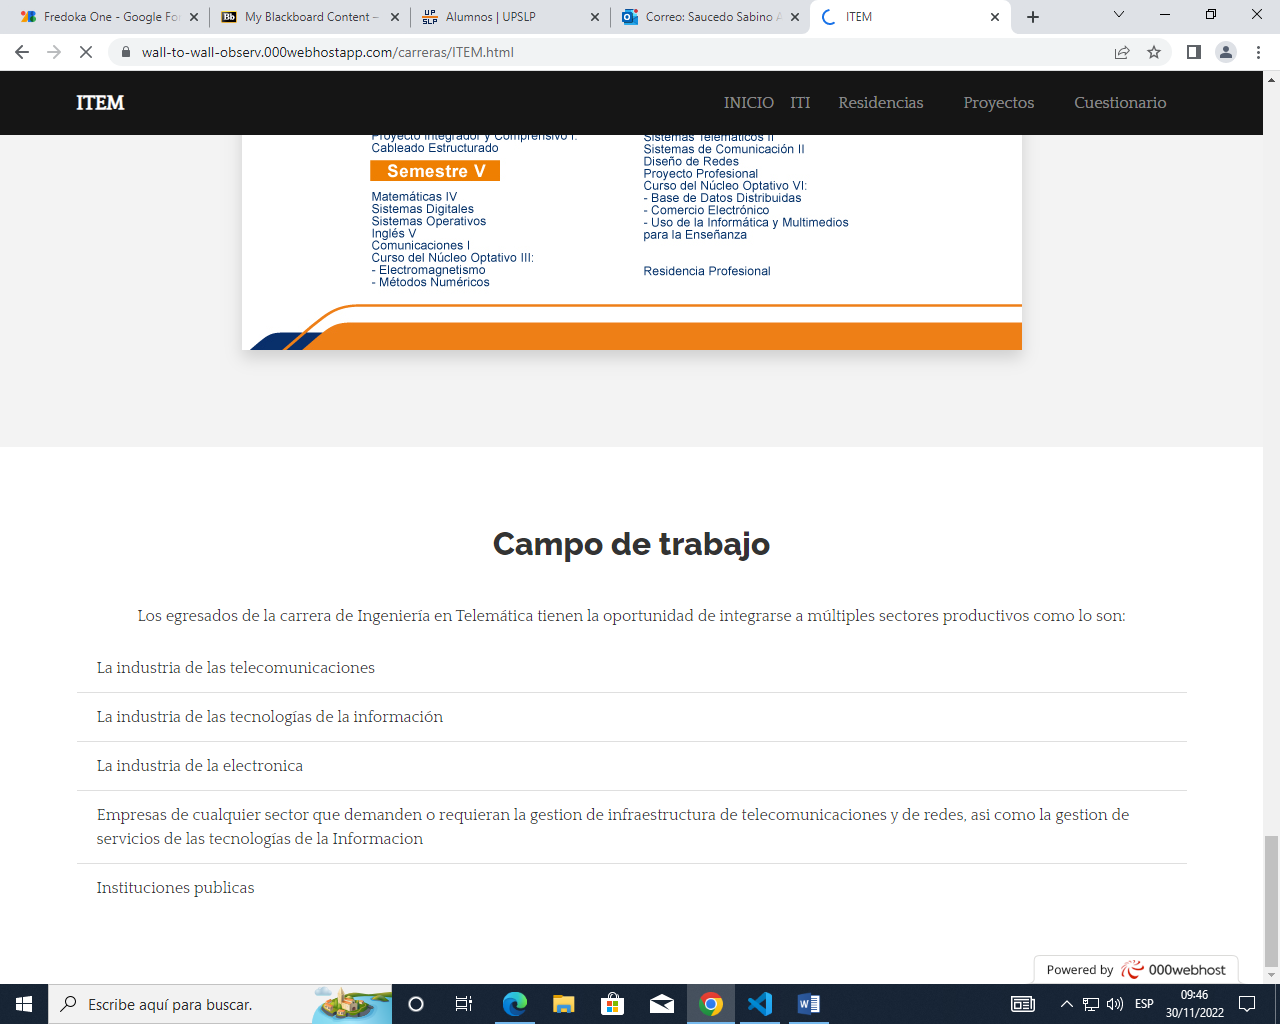 Fredoka One - Google Fo
My Blackboard Content –
UP SLP Alumnos | UPSLP
Correo: Saucedo Sabino A
ITEM
wall-to-wall-observ.000webhostapp.com/carreras/ITEM.html
ITEM INICIO ITI Residencias Proyectos Cuestionario
Proyecto Integrador y Comprensivo I:
Cableado Estructurado
Semestre V
Matemáticas IV
Sistemas Digitales
Sistemas Operativos
Inglés V
Comunicaciones I
Curso del Núcleo Optativo III:
- Electromagnetismo
- Métodos Numéricos
Sistemas Telemáticos II
Sistemas de Comunicación II
Diseño de Redes
Proyecto Profesional
Curso del Núcleo Optativo VI:
- Base de Datos Distribuidas
- Comercio Electrónico
- Uso de la Informática y Multimedios
para la Enseñanza
Residencia Profesional
Campo de trabajo
Los egresados de la carrera de Ingeniería en Telemática tienen la oportunidad de integrarse a múltiples sectores productivos como lo son:
La industria de las telecomunicaciones
La industria de las tecnologías de la información
La industria de la electronica
Empresas de cualquier sector que demanden o requieran la gestion de infraestructura de telecomunicaciones y de redes, asi como la gestion de
servicios de las tecnologías de la Informacion
Instituciones publicas
Powered by 000webhost
Escribe aquí para buscar.
ESP
09:46
30/11/2022